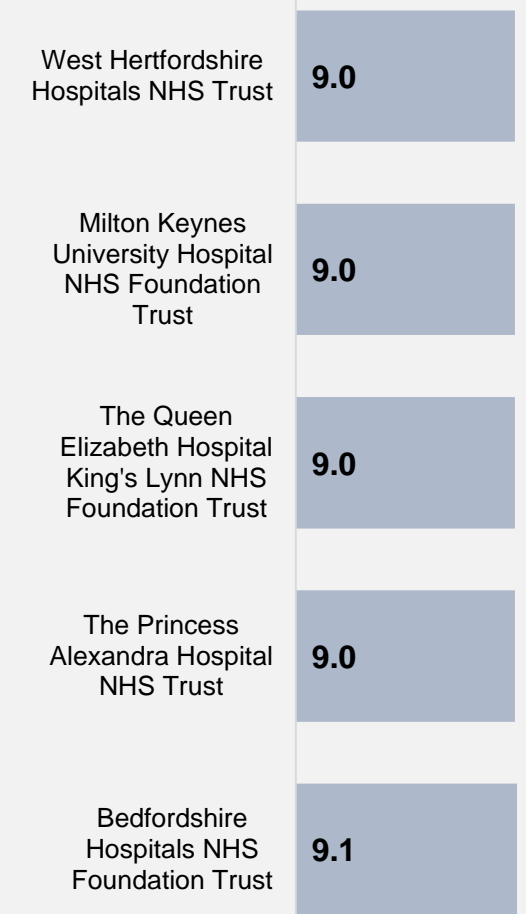 West Hertfordshire
Hospitals NHS Trust
9.0
Milton Keynes
University Hospital
NHS Foundation
Trust
9.0
The Queen
Elizabeth Hospital
King's Lynn NHS
Foundation Trust
9.0
The Princess
Alexandra Hospital
NHS Trust
9.0
Bedfordshire
Hospitals NHS
Foundation Trust
9.1